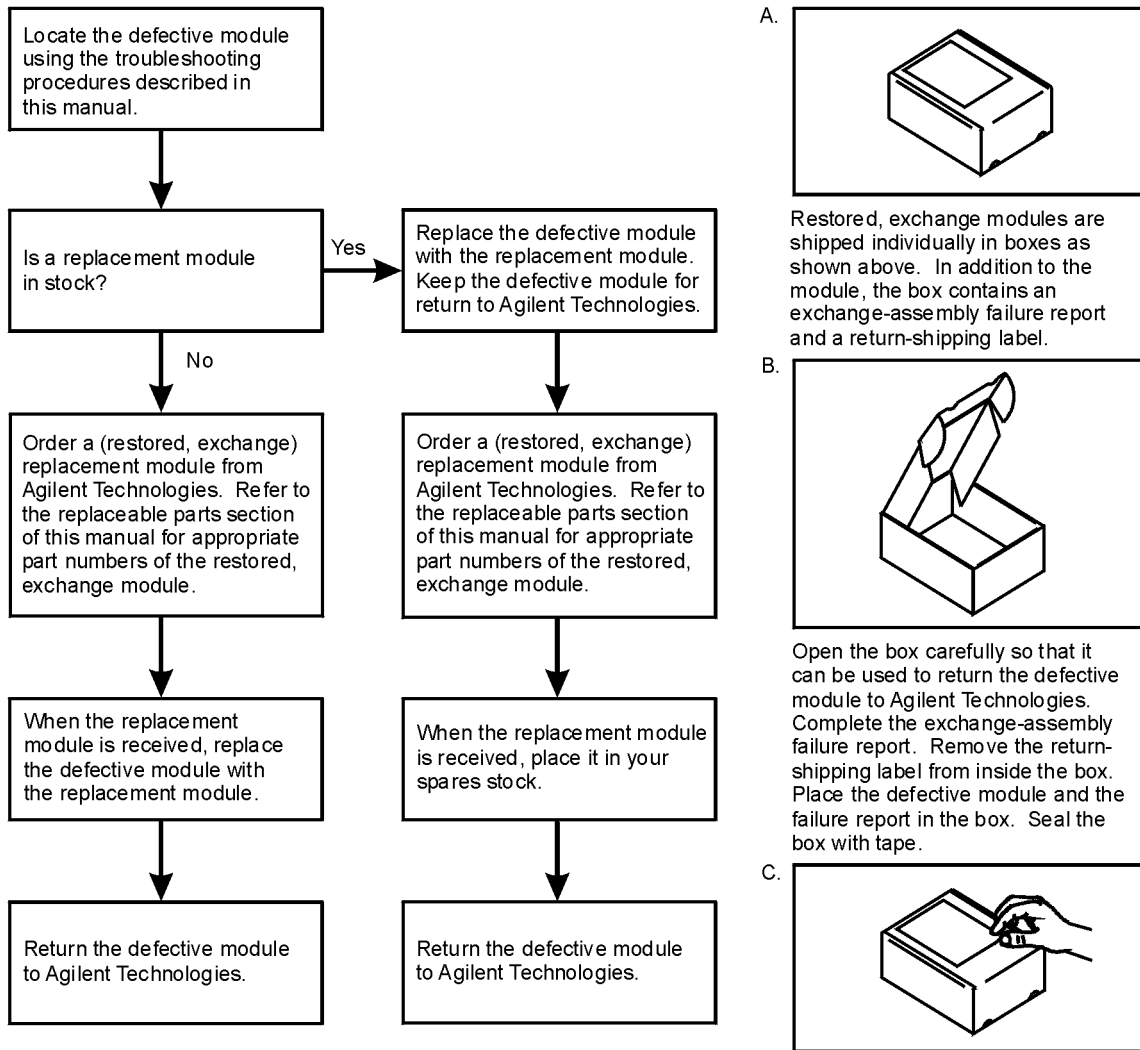 Locate the defective module
using the troubleshooting
procedures described in
this manual.
Is a replacement module
in stock?
Yes
Replace the defective module
with the replacement module.
Keep the defective module for
return to Agilent Technologies.
No
Order a (restored, exchange)
replacement module from
Agilent Technologies. Refer to
the replaceable parts section
of this manual for appropriate
part numbers of the restored,
exchange module.
Order a (restored, exchange)
replacement module from
Agilent Technologies. Refer to
the replaceable parts section
of this manual for appropriate
part numbers of the restored,
exchange module.
When the replacement
module is received, replace
the defective module with
the replacement module.
When the replacement module
is received, place it in your
spares stock.
Return the defective module
to Agilent Technologies.
Return the defective module
to Agilent Technologies.
A.
Restored, exchange modules are
shipped individually in boxes as
shown above. In addition to the
module, the box contains an
exchange-assembly failure report
and a return-shipping label.
B.
Open the box carefully so that it
can be used to return the defective
module to Agilent Technologies.
Complete the exchange-assembly
failure report. Remove the return-
shipping label from inside the box.
Place the defective module and the
failure report in the box. Seal the
box with tape.
C.